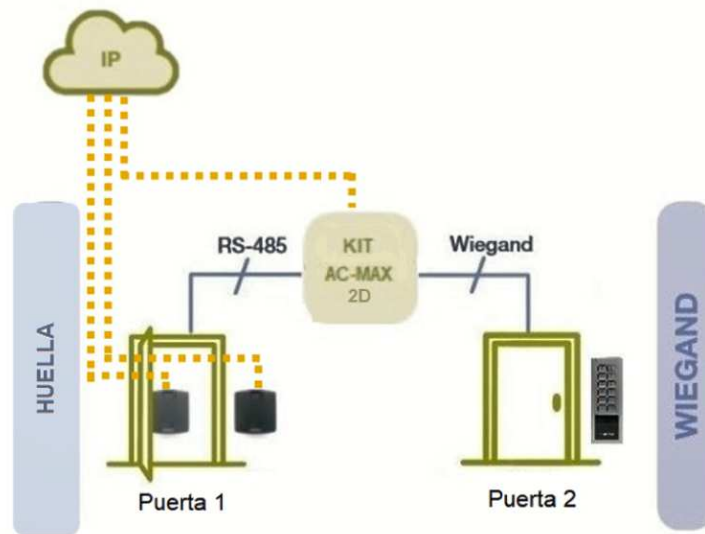 IP
RS-485
KIT
AC-MAX
2D
Wiegand
HUELLA
WIEGAND
Puerta 1
Puerta 2